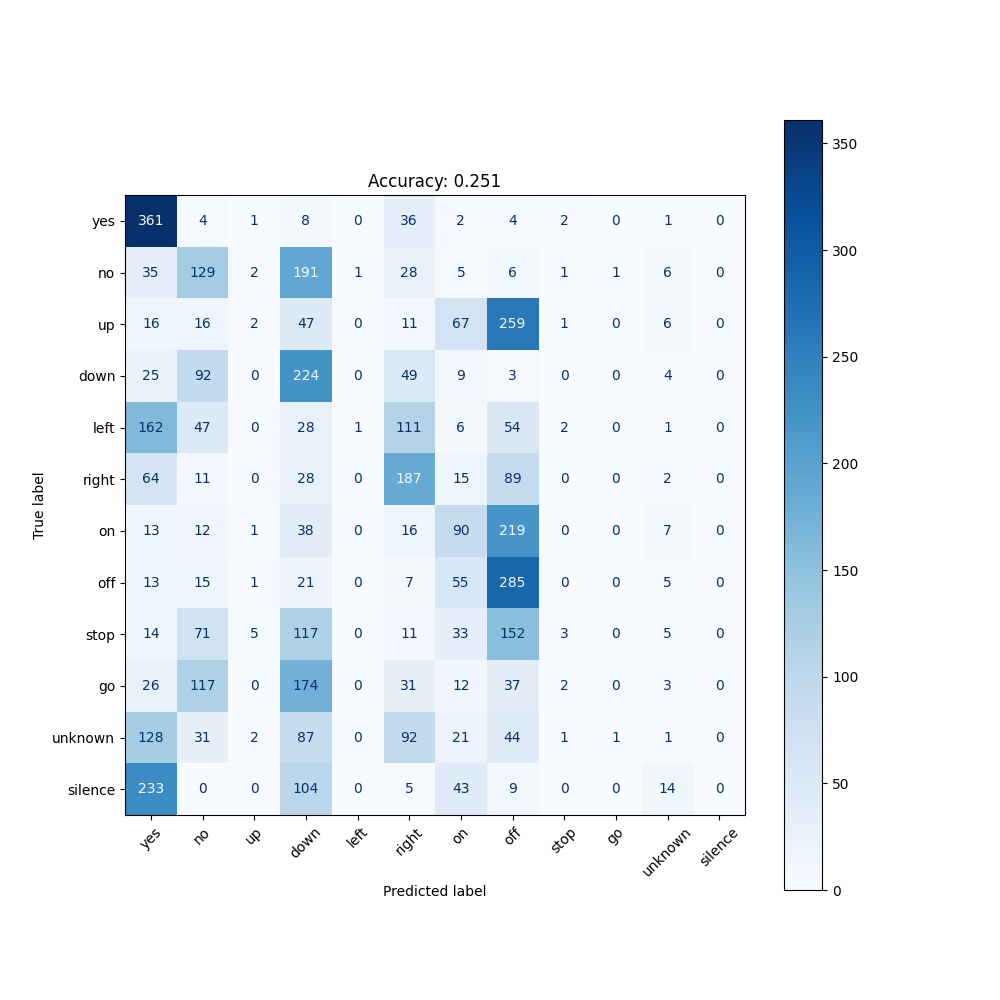 Accuracy: 0.251
yes 361 4 1 8 0 36 2 4 2 0 1 0
no 35 129 2 191 1 28 5 6 1 1 6 0
up 16 16 2 47 0 11 67 259 1 0 6 0
down 25 92 0 224 0 49 9 3 0 0 4 0
left 162 47 0 28 1 111 6 54 2 0 1 0
right 64 11 0 28 0 187 15 89 0 0 2 0
on 13 12 1 38 0 16 90 219 0 0 7 0
off 13 15 1 21 0 7 55 285 0 0 5 0
stop 14 71 5 117 0 11 33 152 3 0 5 0
go 26 117 0 174 0 31 12 37 2 0 3 0
unknown 128 31 2 87 0 92 21 44 1 1 1 0
silence 233 0 0 104 0 5 43 9 0 0 14 0
yes no up down left right on off stop go unknown silence
Predicted label
True label
350
300
250
200
150
100
50
0